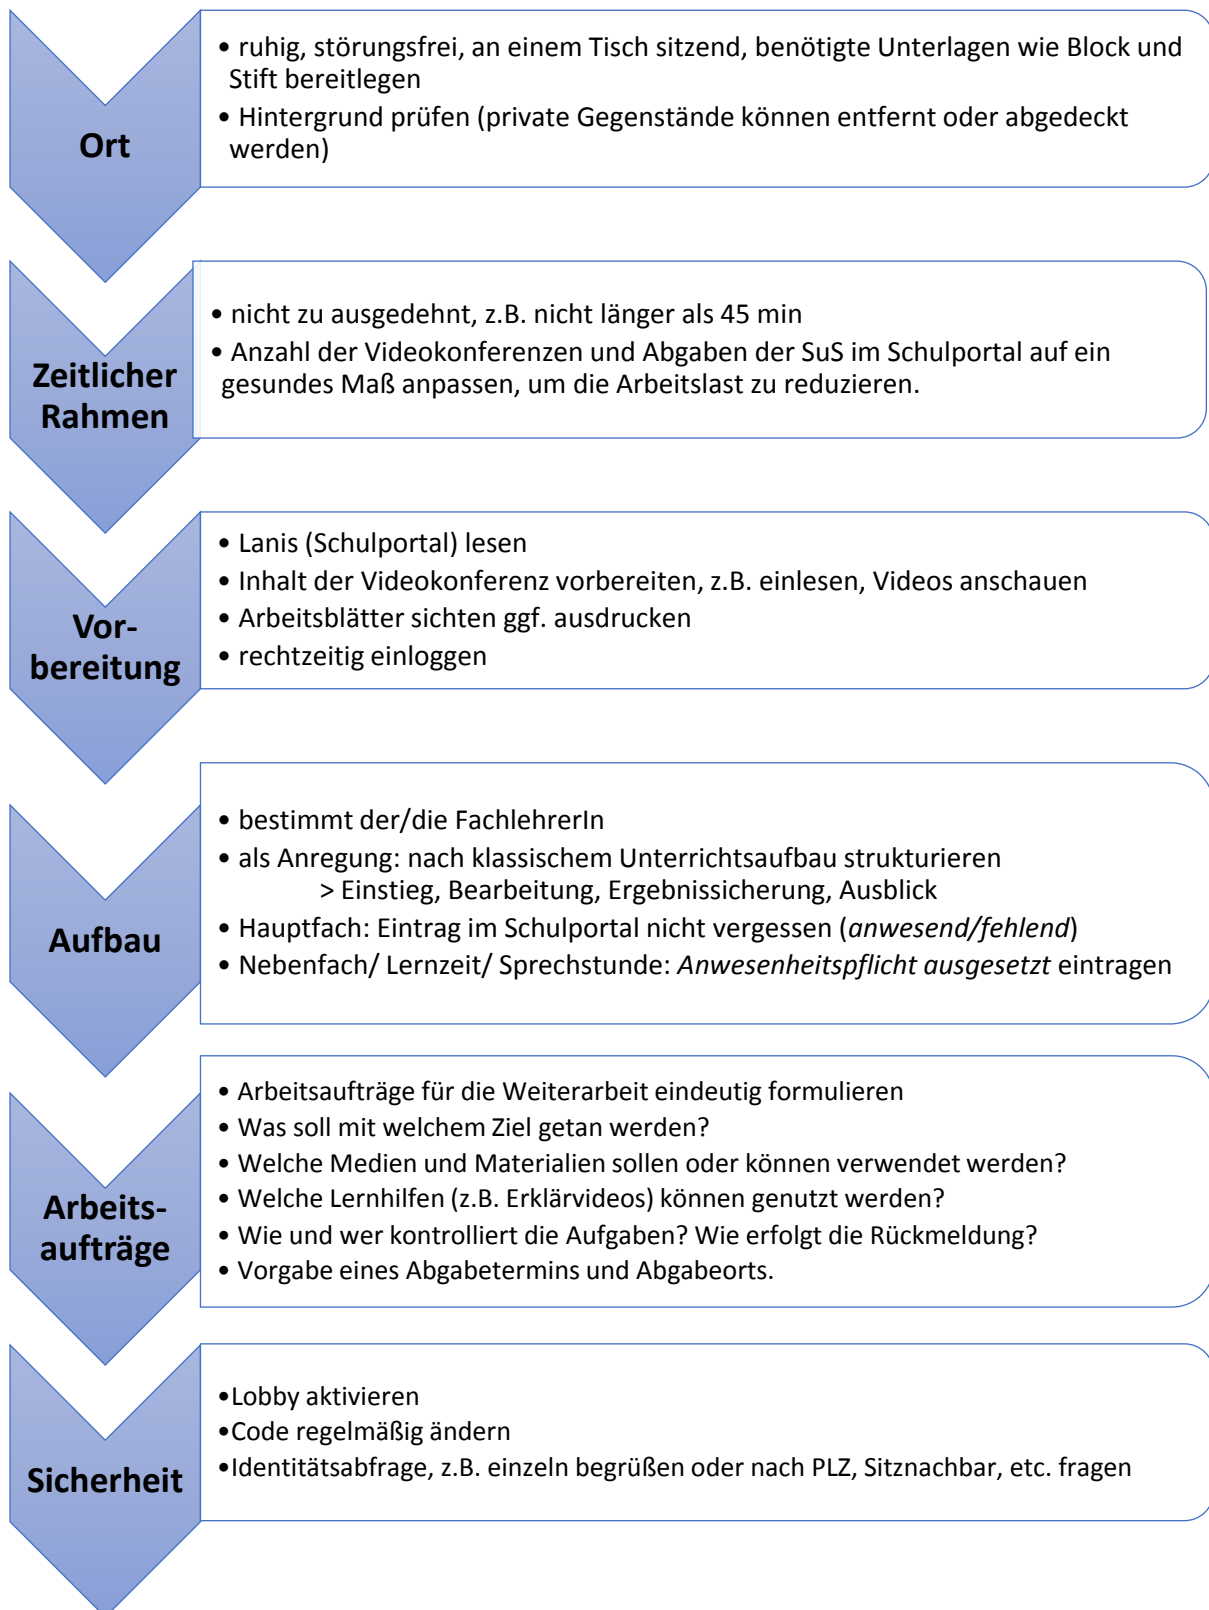 Ort
• ruhig, störungsfrei, an einem Tisch sitzend, benötigte Unterlagen wie Block und
Stift bereitlegen
• Hintergrund prüfen (private Gegenstände können entfernt oder abgedeckt
werden)
Zeitlicher
Rahmen
• nicht zu ausgedehnt, z.B. nicht länger als 45 min
• Anzahl der Videokonferenzen und Abgaben der SuS im Schulportal auf ein
gesundes Maß anpassen, um die Arbeitslast zu reduzieren.
Vor-
bereitung
• Lanis (Schulportal) lesen
• Inhalt der Videokonferenz vorbereiten, z.B. einlesen, Videos anschauen
• Arbeitsblätter sichten ggf. ausdrucken
• rechtzeitig einloggen
Aufbau
• bestimmt der/die FachlehrerIn
• als Anregung: nach klassischem Unterrichtsaufbau strukturieren
> Einstieg, Bearbeitung, Ergebnissicherung, Ausblick
• Hauptfach: Eintrag im Schulportal nicht vergessen (anwesend/fehlend)
• Nebenfach/ Lernzeit/ Sprechstunde: Anwesenheitspflicht ausgesetzt eintragen
Arbeits-
aufträge
• Arbeitsaufträge für die Weiterarbeit eindeutig formulieren
• Was soll mit welchem Ziel getan werden?
• Welche Medien und Materialien sollen oder können verwendet werden?
• Welche Lernhilfen (z.B. Erklärvideos) können genutzt werden?
• Wie und wer kontrolliert die Aufgaben? Wie erfolgt die Rückmeldung?
• Vorgabe eines Abgabetermins und Abgabeorts.
Sicherheit
•Lobby aktivieren
•Code regelmäßig ändern
•Identitätsabfrage, z.B. einzeln begrüßen oder nach PLZ, Sitznachbar, etc. fragen